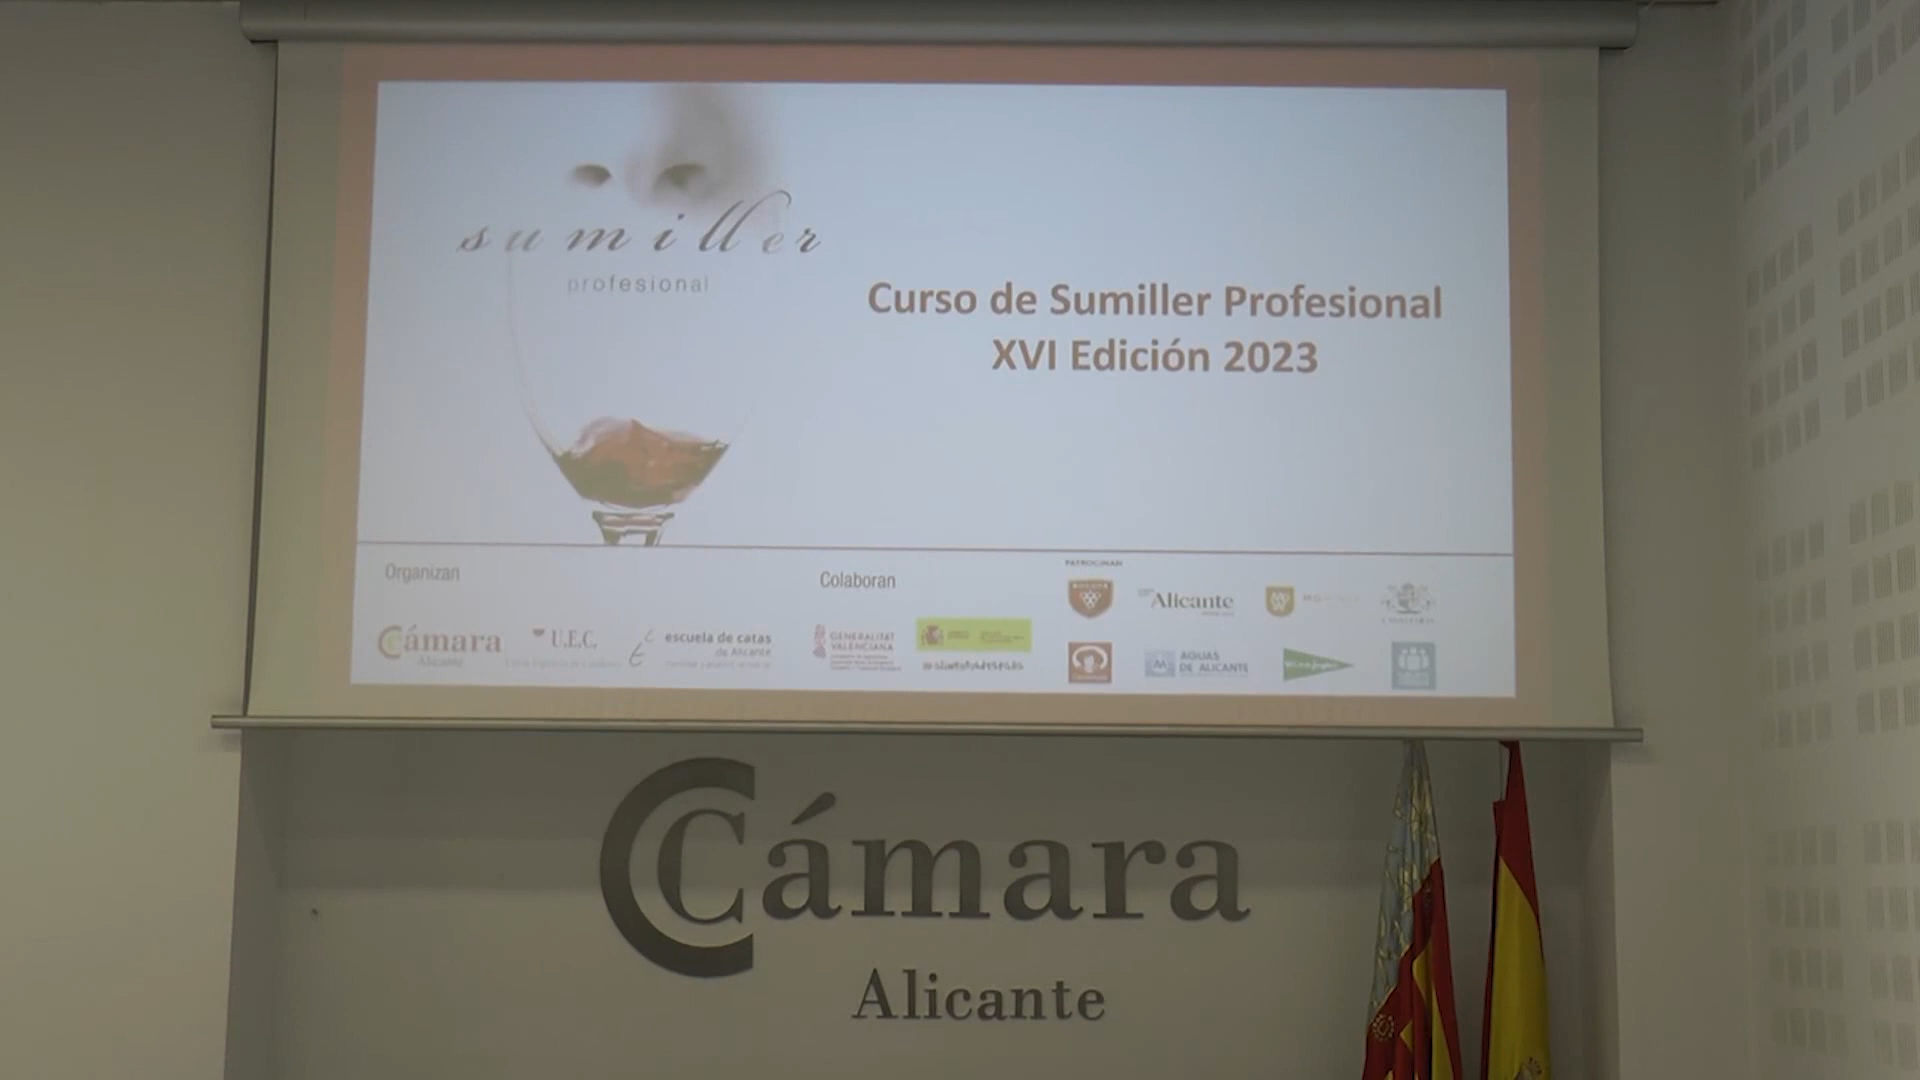 sumiller
profesional
Curso de Sumiller Profesional
XVI Edición 2023
Organizan
Cámara
Alicante
U.E.C.
escuela de catas
de Alicante
Colaboran
GENERALITAT
VALENCIANA
PATROCINAN
Alicante
AGUAS
DE ALICANTE
Cámara
Alicante